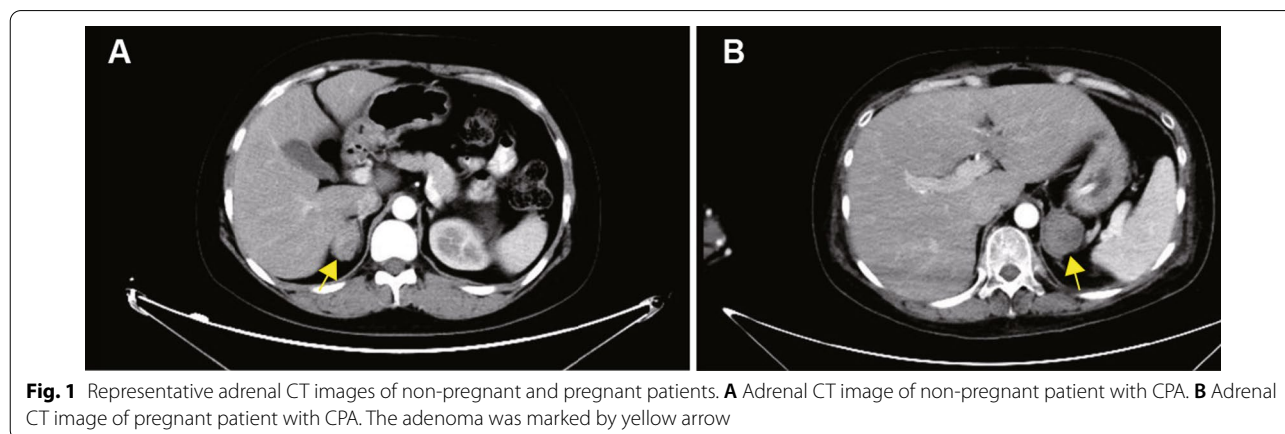 A
B
Fig. 1 Representative adrenal CT images of non-pregnant and pregnant patients. A Adrenal CT image of non-pregnant patient with CPA. B Adrenal
CT image of pregnant patient with CPA. The adenoma was marked by yellow arrow